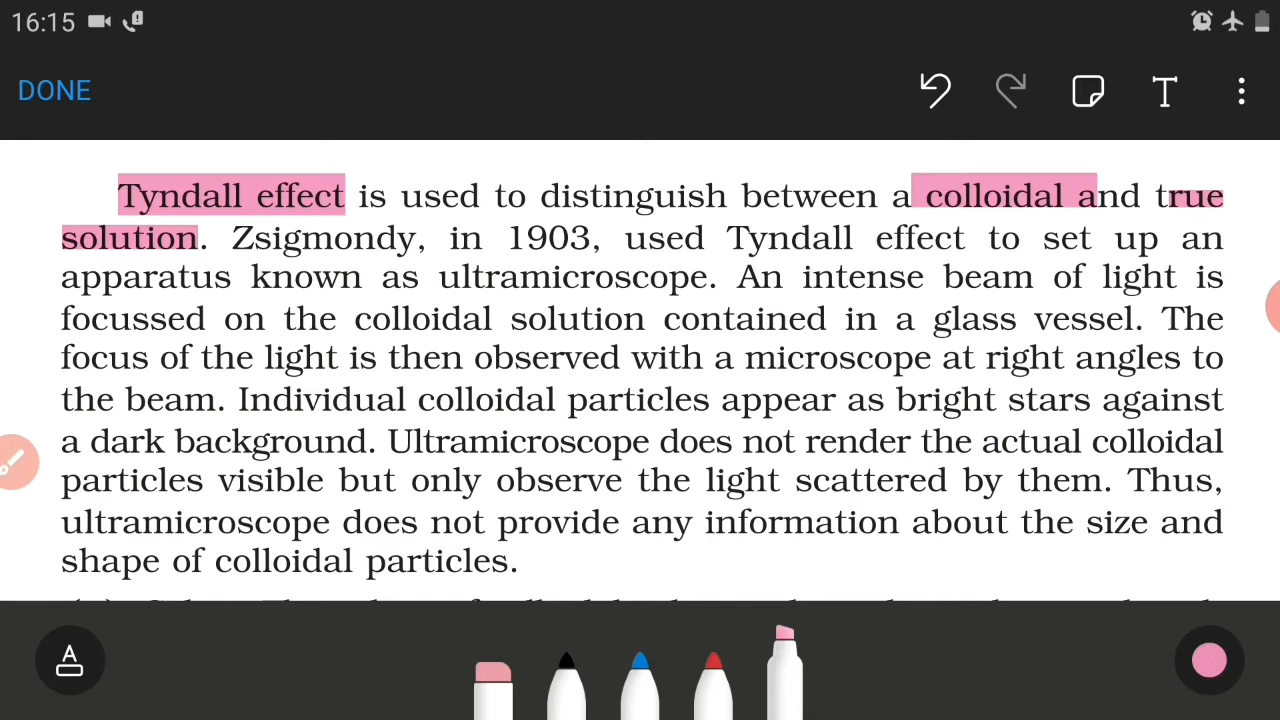 16:15
DONE
T
Tyndall effect is used to distinguish between a colloidal and true
solution. Zsigmondy, in 1903, used Tyndall effect to set up an
apparatus known as ultramicroscope. An intense beam of light is
focussed on the colloidal solution contained in a glass vessel. The
focus of the light is then observed with a microscope at right angles to
the beam. Individual colloidal particles appear as bright stars against
a dark background. Ultramicroscope does not render the actual colloidal
particles visible but only observe the light scattered by them. Thus,
ultramicroscope does not provide any information about the size and
shape of colloidal particles.
A